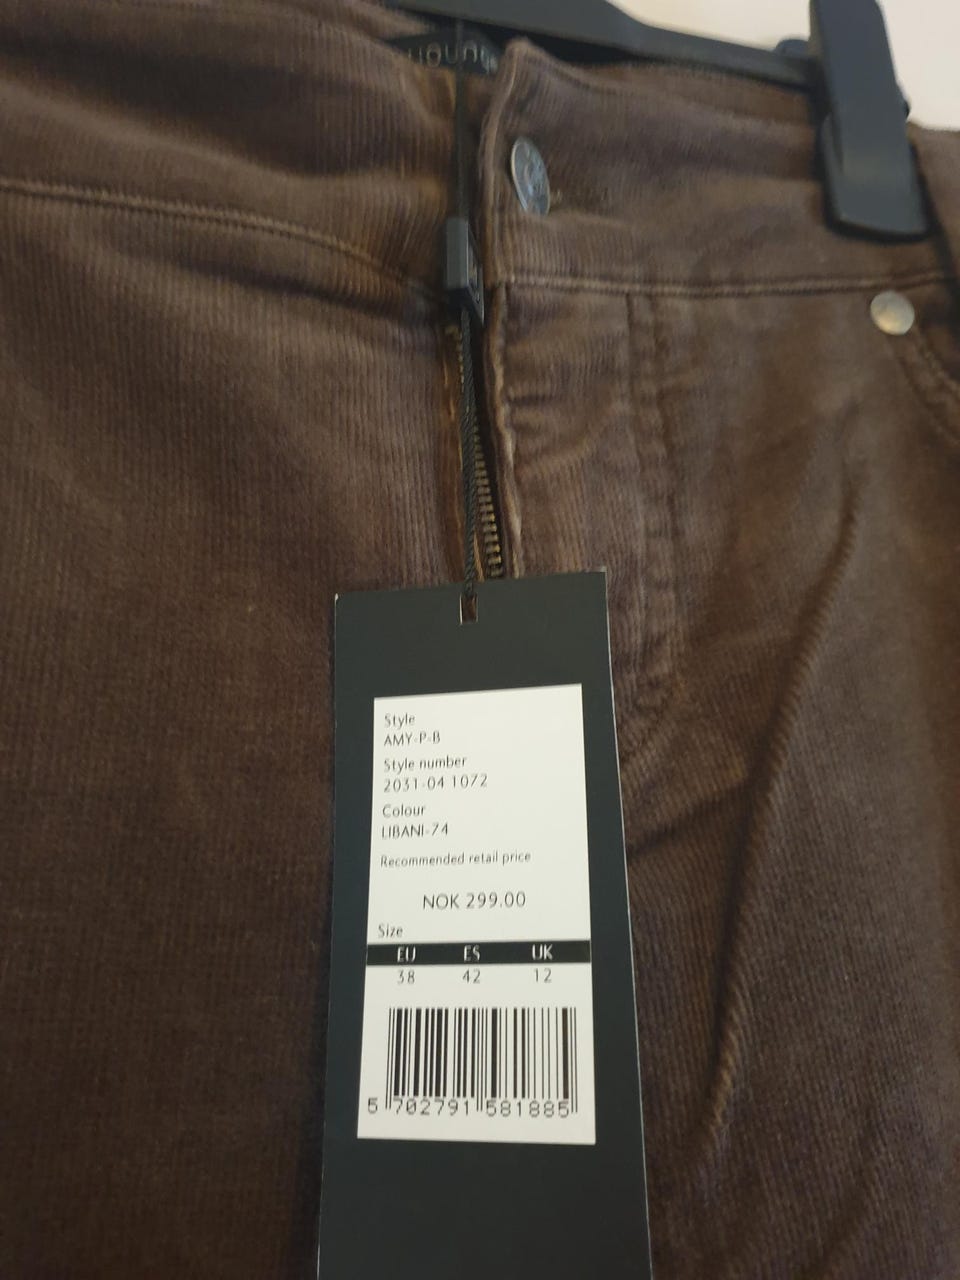 Style
AMY-P-B
Style number
2031-04 1072
Colour
LIBANI-74
Recommended retail price
NOK 299.00
Size
EU ES UK
38 42 12
5 702791 581885